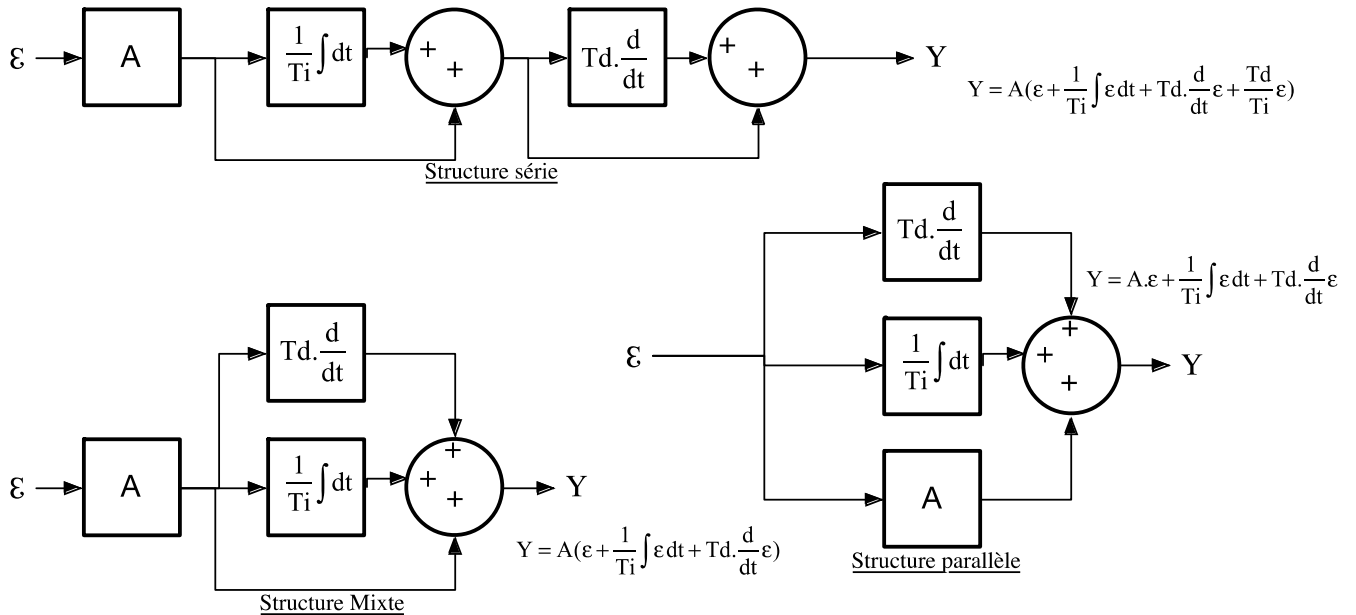 ε A 1/Ti ∫dt + + Td.d/dt + + Y
Y = A(ε+1/Ti ∫ε dt+Td.d/dt ε+Td/Ti ε)
Structure série
Td.d/dt
Y = A.ε+1/Ti ∫ε dt+Td.d/dt ε
ε 1/Ti ∫dt + + + Y
A
Structure parallèle
Td.d/dt
ε A 1/Ti ∫dt + + + Y
Y = A(ε+1/Ti ∫ε dt+Td.d/dt ε)
Structure Mixte